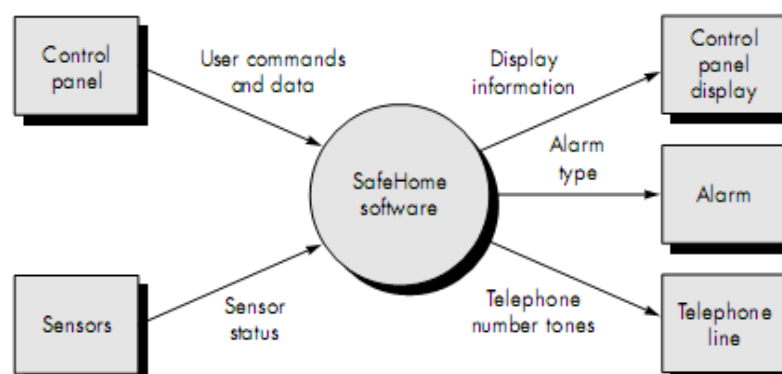 Control
panel
User commands
and data
Display
information
Control
panel
display
Alarm
type
SafeHome
software
Alarm
Sensors
Sensor
status
Telephone
number tones
Telephone
line